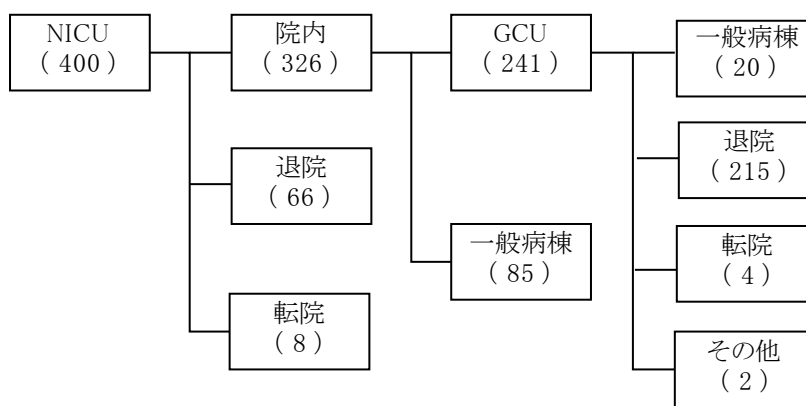 NICU
( 400 )
院内
( 326 )
GCU
( 241 )
一般病棟
( 20 )
退院
( 66 )
退院
( 215 )
一般病棟
( 85 )
転院
( 4 )
転院
( 8 )
その他
( 2 )